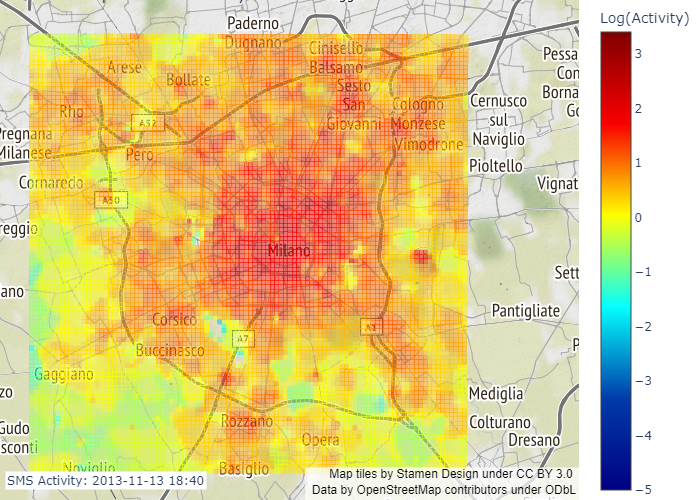 Log(Activity)
3
2
1
0
−1
−2
−3
−4
−5
Paderno
Dugnano
Cinisello
Balsamo
Sesto
San
Giovanni
Arese
Bollate
Rho
A52
Pero
Pregnana
Milanese
Cornaredo
A50
Cologno
Monzese
Vimodrone
Cernusco
sul
Naviglio
Pioltello
Pessa
Con
Borna
Go
Vignat
reggio
ano
Milano
Sett
Pantigliate
Corsico
A7
Buccinasco
Gaggiano
zo
Gudo
sconti
Rozzano
Opera
Mediglia
Colturano
Dresano
Noviglio
Basiglio
SMS Activity: 2013-11-13 18:40
Map tiles by Stamen Design under CC BY 3.0
Data by OpenStreetMap contributors under ODbL